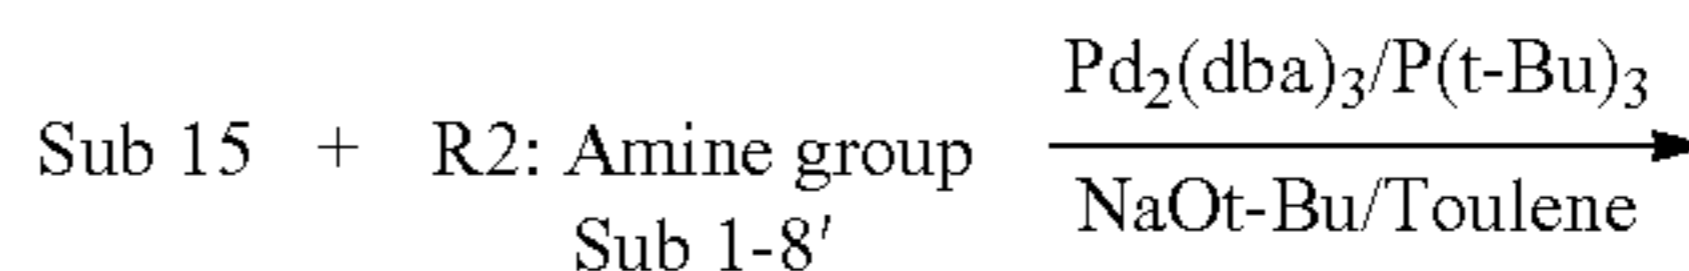 Pd₂(dba)₃/P(t-Bu)₃
Sub 15 + R2: Amine group
NaOt-Bu/Toulene
Sub 1-8′